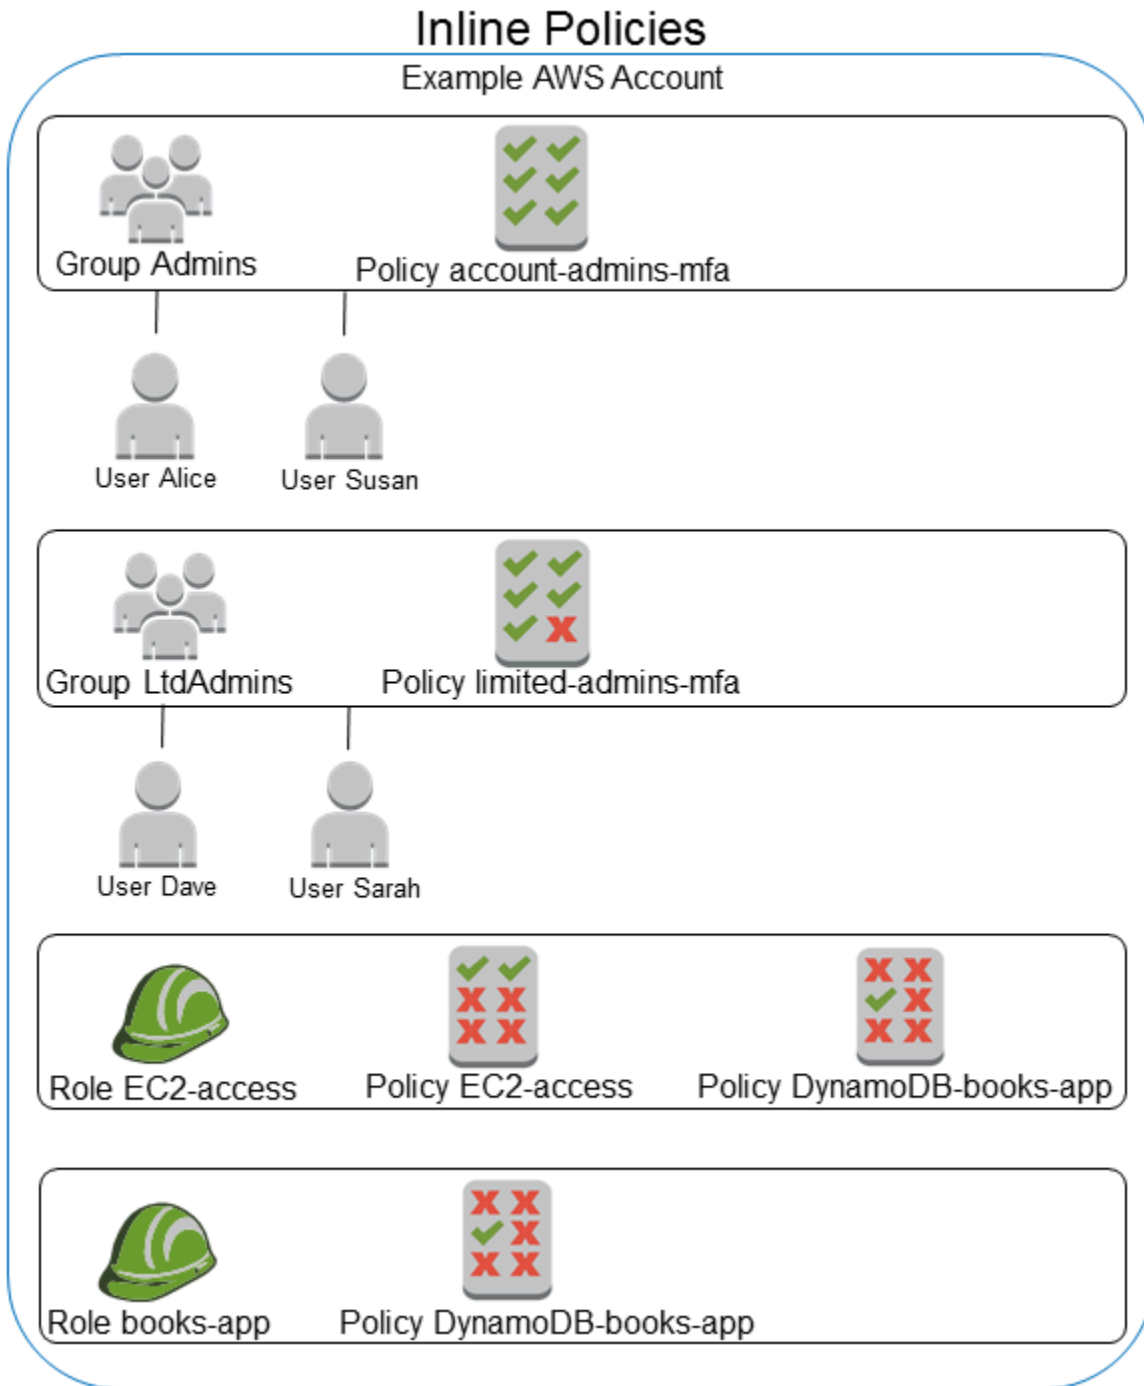 Inline Policies
Example AWS Account
Group Admins
Policy account-admins-mfa
User Alice
User Susan
Group LtdAdmins
Policy limited-admins-mfa
User Dave
User Sarah
Role EC2-access
Policy EC2-access
Policy DynamoDB-books-app
Role books-app
Policy DynamoDB-books-app